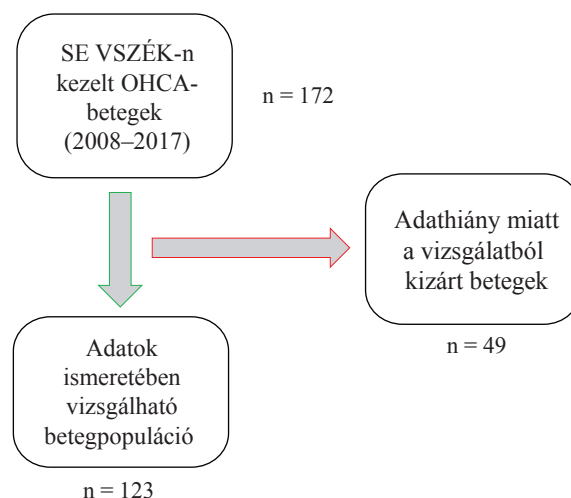 SE VSZÉK-n
kezelt OHCA-
betegek
(2008–2017)
n = 172
Adathiány miatt
a vizsgálatból
kizárt betegek
n = 49
Adatok
ismeretében
vizsgálható
betegpopuláció
n = 123